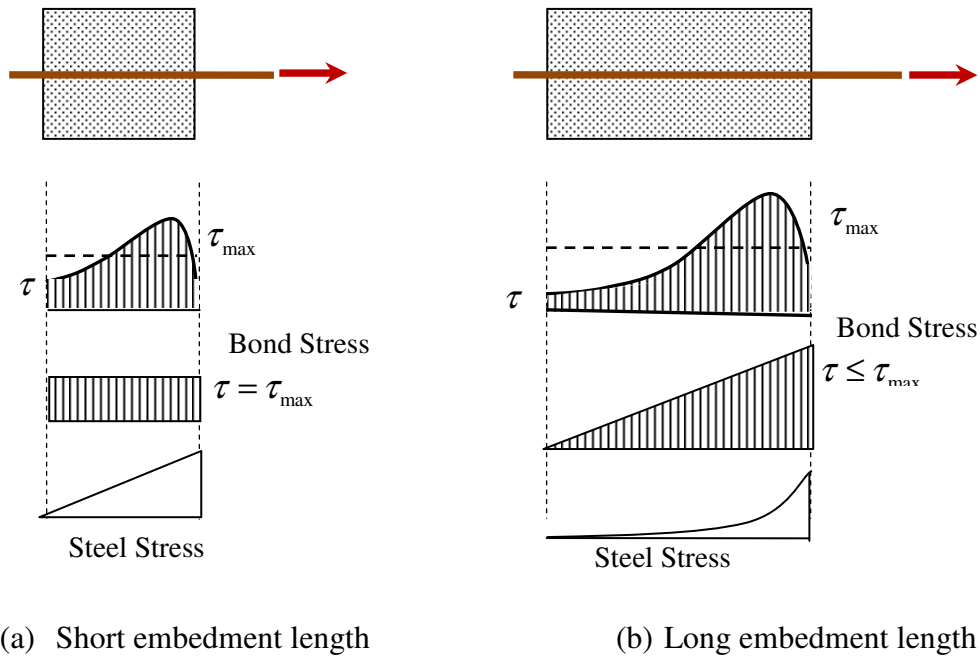 τ
τmax
Bond Stress
τ = τmax
Steel Stress
(a) Short embedment length
τ
τmax
Bond Stress
τ ≤ τmax
Steel Stress
(b) Long embedment length